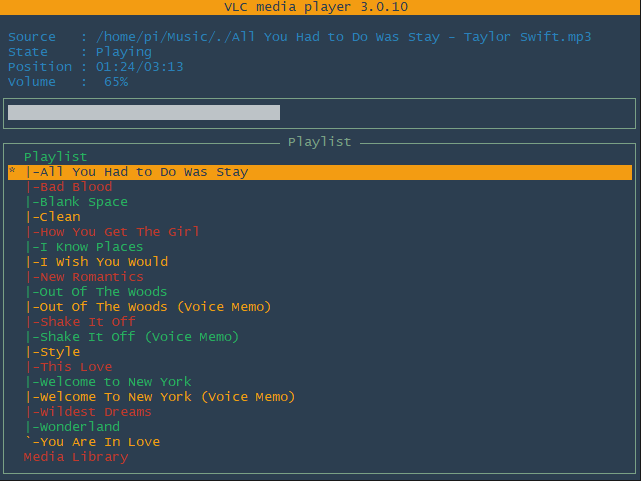 VLC media player 3.0.10
Source   : /home/pi/Music/./All You Had to Do Was Stay – Taylor Swift.mp3
State    : Playing
Position : 01:24/03:13
Volume   :  65%
Playlist
Playlist
* |-All You Had to Do Was Stay
|-Bad Blood
|-Blank Space
|-Clean
|-How You Get The Girl
|-I Know Places
|-I Wish You Would
|-New Romantics
|-Out Of The Woods
|-Out Of The Woods (Voice Memo)
|-Shake It Off
|-Shake It Off (Voice Memo)
|-Style
|-This Love
|-Welcome to New York
|-Welcome To New York (Voice Memo)
|-Wildest Dreams
|-Wonderland
`-You Are In Love
Media Library